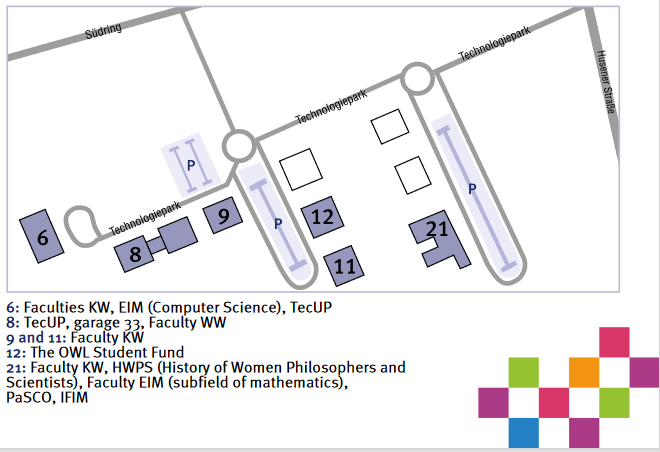 Südring
Technologiepark
Husener Straße
Technologiepark
P
P
P
Technologiepark
6
8
9
12
11
21
6: Faculties KW, EIM (Computer Science), TecUP
8: TecUP, garage 33, Faculty WW
9 and 11: Faculty KW
12: The OWL Student Fund
21: Faculty KW, HWPS (History of Women Philosophers and
Scientists), Faculty EIM (subfield of mathematics),
PaSCO, IFIM